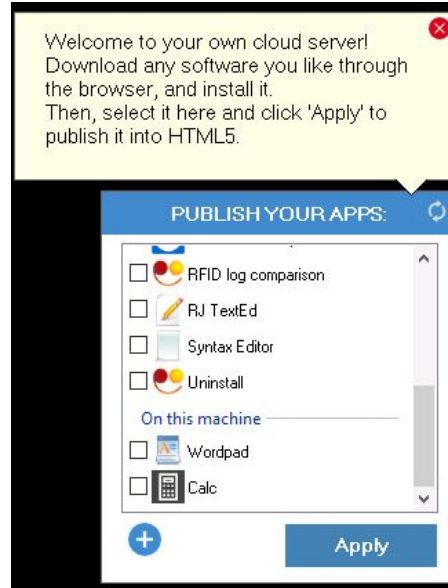 Welcome to your own cloud server!
Download any software you like through
the browser, and install it.
Then, select it here and click 'Apply' to
publish it into HTML5.
PUBLISH YOUR APPS:
RFID log comparison
RJ TextEd
Syntax Editor
Uninstall
On this machine
Wordpad
Calc
Apply